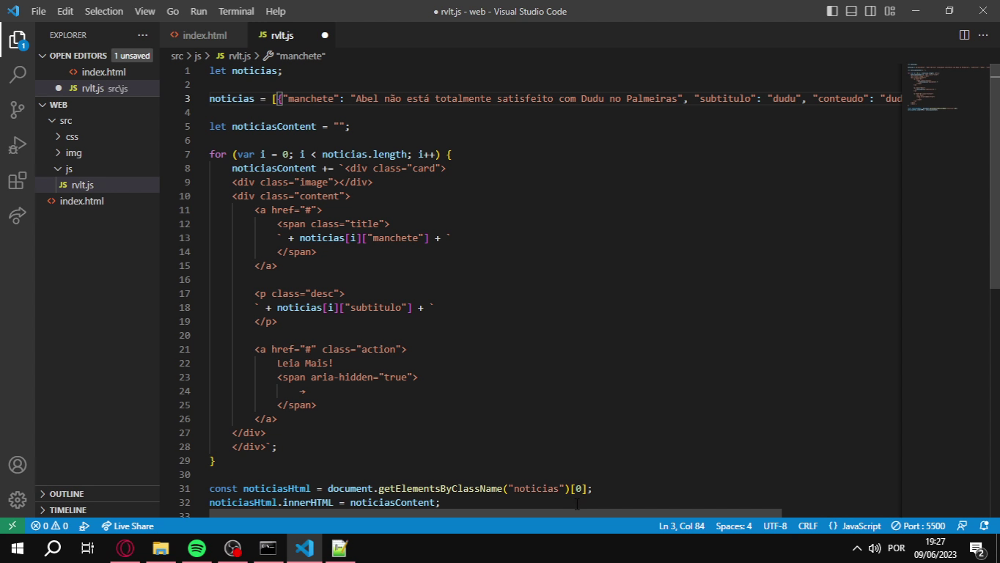 File Edit Selection View Go Run Terminal Help ● rvlt.js - web - Visual Studio Code
EXPLORER ···
index.html
JS rvlt.js ●
OPEN EDITORS 1 unsaved
src > js > JS rvlt.js > "manchete"
<> index.html
● JS rvlt.js src\js
WEB
src
css
img
js
JS rvlt.js
<> index.html
OUTLINE
TIMELINE
1 let noticias;
2
3 noticias = [{"manchete": "Abel não está totalmente satisfeito com Dudu no Palmeiras", "subtitulo": "dudu", "conteudo": "dud
4
5 let noticiasContent = "";
6
7 for (var i = 0; i < noticias.length; i++) {
8 noticiasContent += `<div class="card">
9 <div class="image"></div>
10 <div class="content">
11 <a href="#">
12 <span class="title">
13 ` + noticias[i]["manchete"] + `
14 </span>
15 </a>
16
17 <p class="desc">
18 ` + noticias[i]["subtitulo"] + `
19 </p>
20
21 <a href="#" class="action">
22 Leia Mais!
23 <span aria-hidden="true">
24 →
25 </span>
26 </a>
27 </div>
28 </div>`;
29 }
30
31 const noticiasHtml = document.getElementsByClassName("noticias")[0];
32 noticiasHtml.innerHTML = noticiasContent;
33
1
0 0 Live Share Ln 3, Col 84 Spaces: 4 UTF-8 CRLF {} JavaScript Port : 5500
POR 19:27
09/06/2023 2